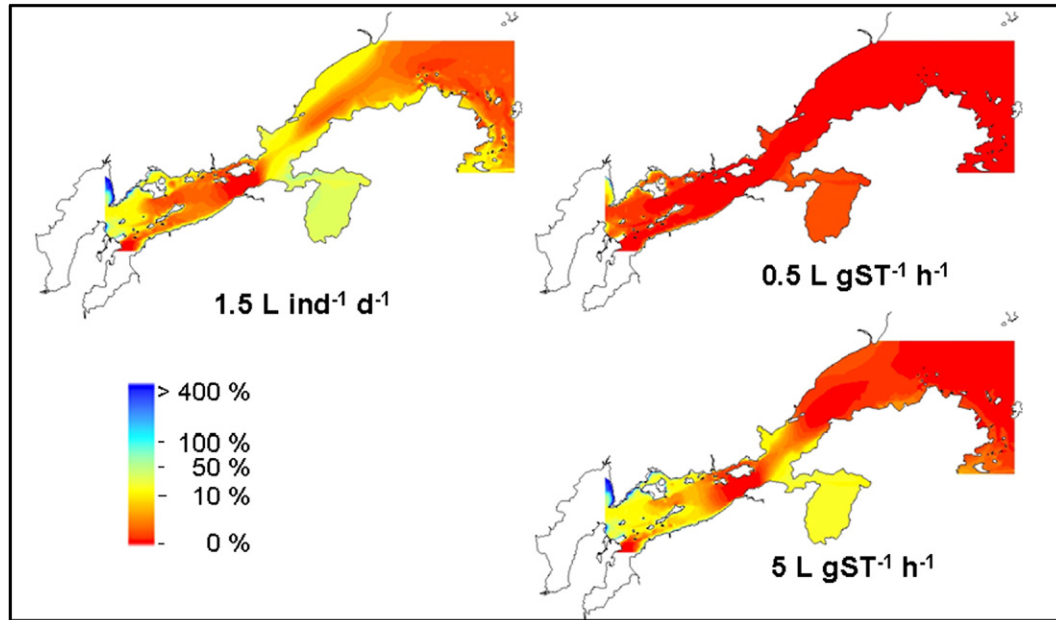 1.5 L ind⁻¹ d⁻¹
0.5 L gST⁻¹ h⁻¹
> 400 %
- 100 %
- 50 %
- 10 %
- 0 %
5 L gST⁻¹ h⁻¹